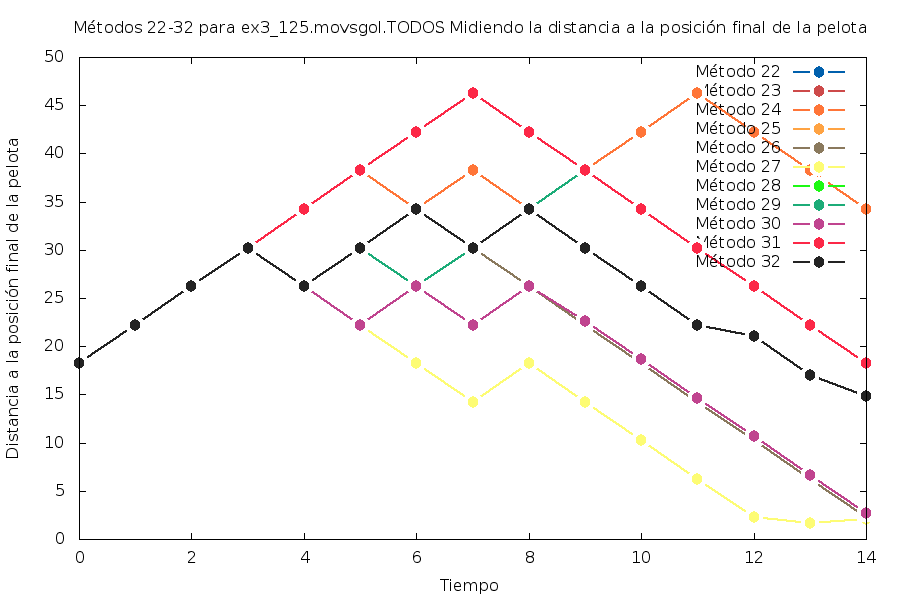 Métodos 22-32 para ex3_125.movsgol.TODOS Midiendo la distancia a la posición final de la pelota
50
45
40
35
30
25
20
15
10
5
0
Distancia a la posición final de la pelota
Método 22
Método 23
Método 24
Método 25
Método 26
Método 27
Método 28
Método 29
Método 30
Método 31
Método 32
0 2 4 6 8 10 12 14
Tiempo